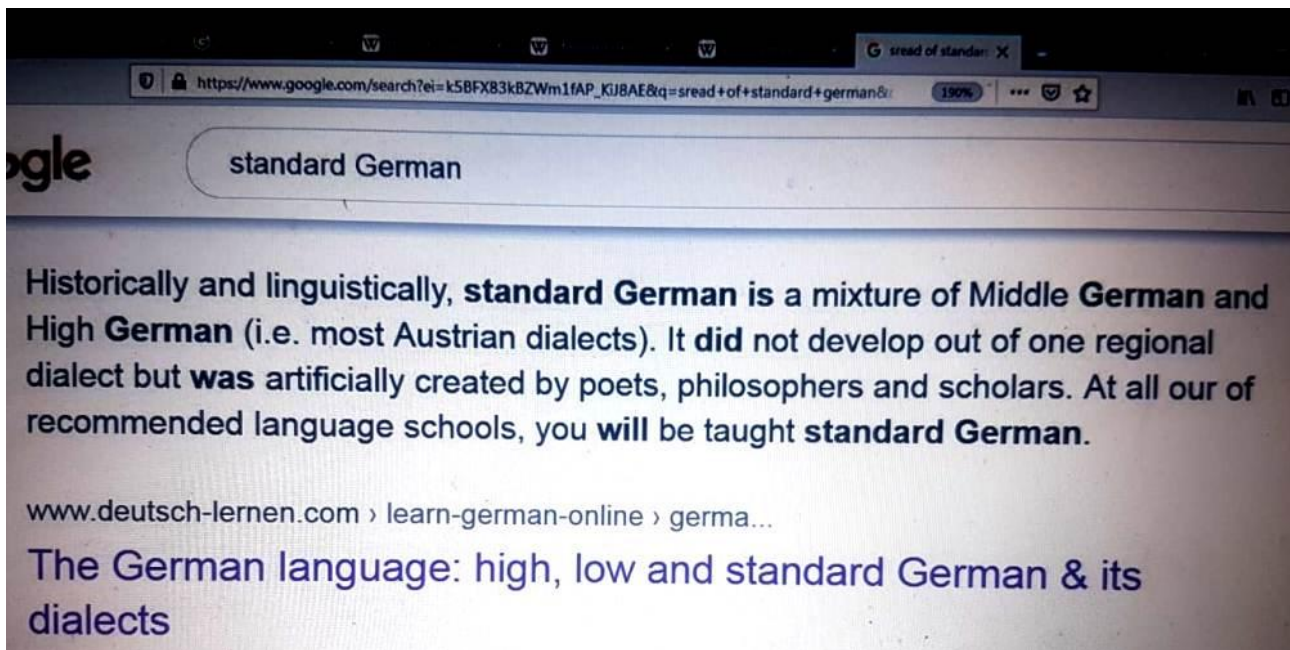 G sread of standar: X
https://www.google.com/search?ei=k5BFXB3kBZWm1fAP_KiJ8AE&q=sread+of+standard+german& 190%
ogle standard German
Historically and linguistically, standard German is a mixture of Middle German and
High German (i.e. most Austrian dialects). It did not develop out of one regional
dialect but was artificially created by poets, philosophers and scholars. At all our of
recommended language schools, you will be taught standard German.
www.deutsch-lernen.com › learn-german-online › germa...
The German language: high, low and standard German & its
dialects